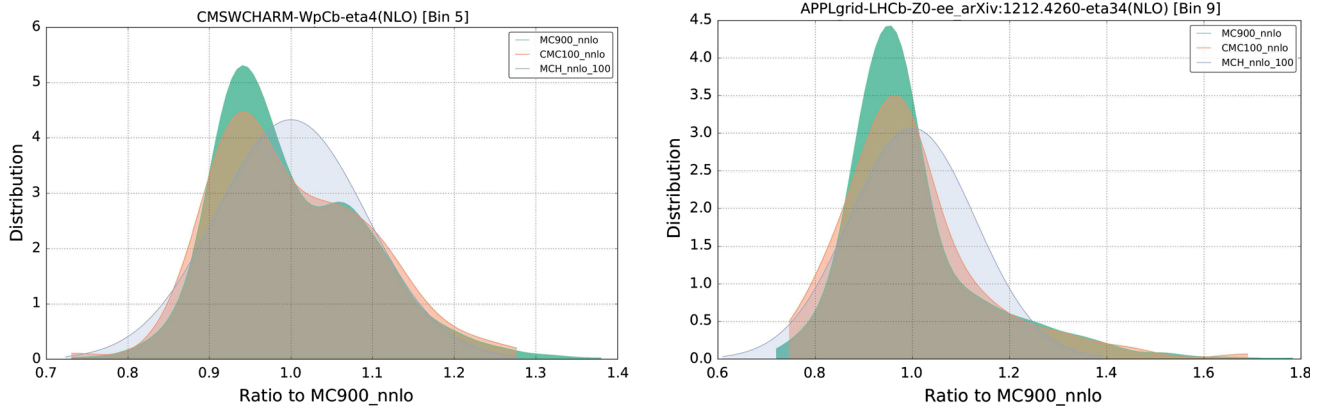 CMSWCHARM-WpCb-eta4(NLO) [Bin 5]
6
5
4
3
2
1
0
Distribution
MC900_nnlo
CMC100_nnlo
MCH_nnlo_100
0.7 0.8 0.9 1.0 1.1 1.2 1.3 1.4
Ratio to MC900_nnlo
APPLgrid-LHCb-Z0-ee_arXiv:1212.4260-eta34(NLO) [Bin 9]
4.5
4.0
3.5
3.0
2.5
2.0
1.5
1.0
0.5
0.0
Distribution
MC900_nnlo
CMC100_nnlo
MCH_nnlo_100
0.6 0.8 1.0 1.2 1.4 1.6 1.8
Ratio to MC900_nnlo